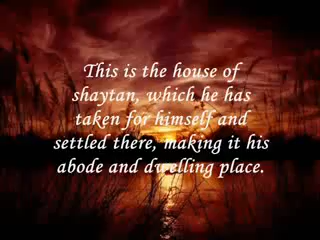 This is the house of
shaytan, which he has
taken for himself and
settled there, making it his
abode and dwelling place.